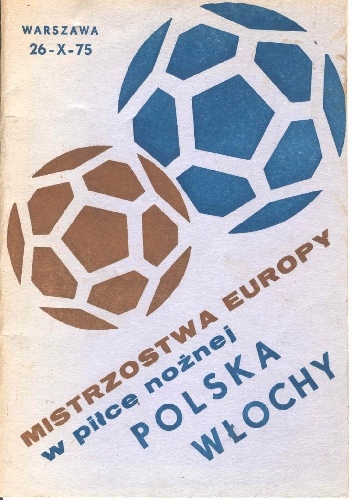 WARSZAWA
26-X-75
MISTRZOSTWA EUROPY
w piłce nożnej
POLSKA
WŁOCHY